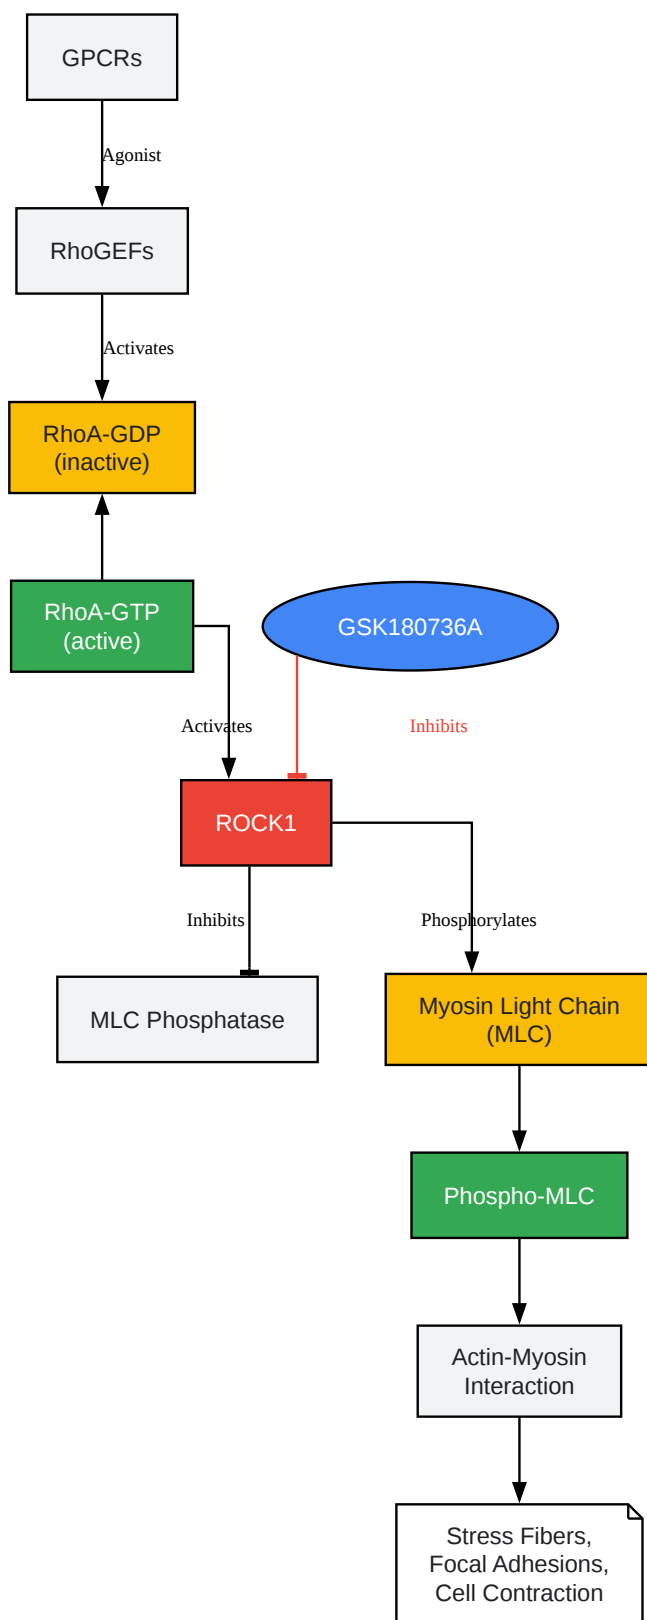 GPCRs
Agonist
RhoGEFs
Activates
RhoA-GDP
(inactive)
RhoA-GTP
(active)
GSK180736A
Activates
Inhibits
ROCK1
Inhibits
Phosphorylates
MLC Phosphatase
Myosin Light Chain
(MLC)
Phospho-MLC
Actin-Myosin
Interaction
Stress Fibers,
Focal Adhesions,
Cell Contraction